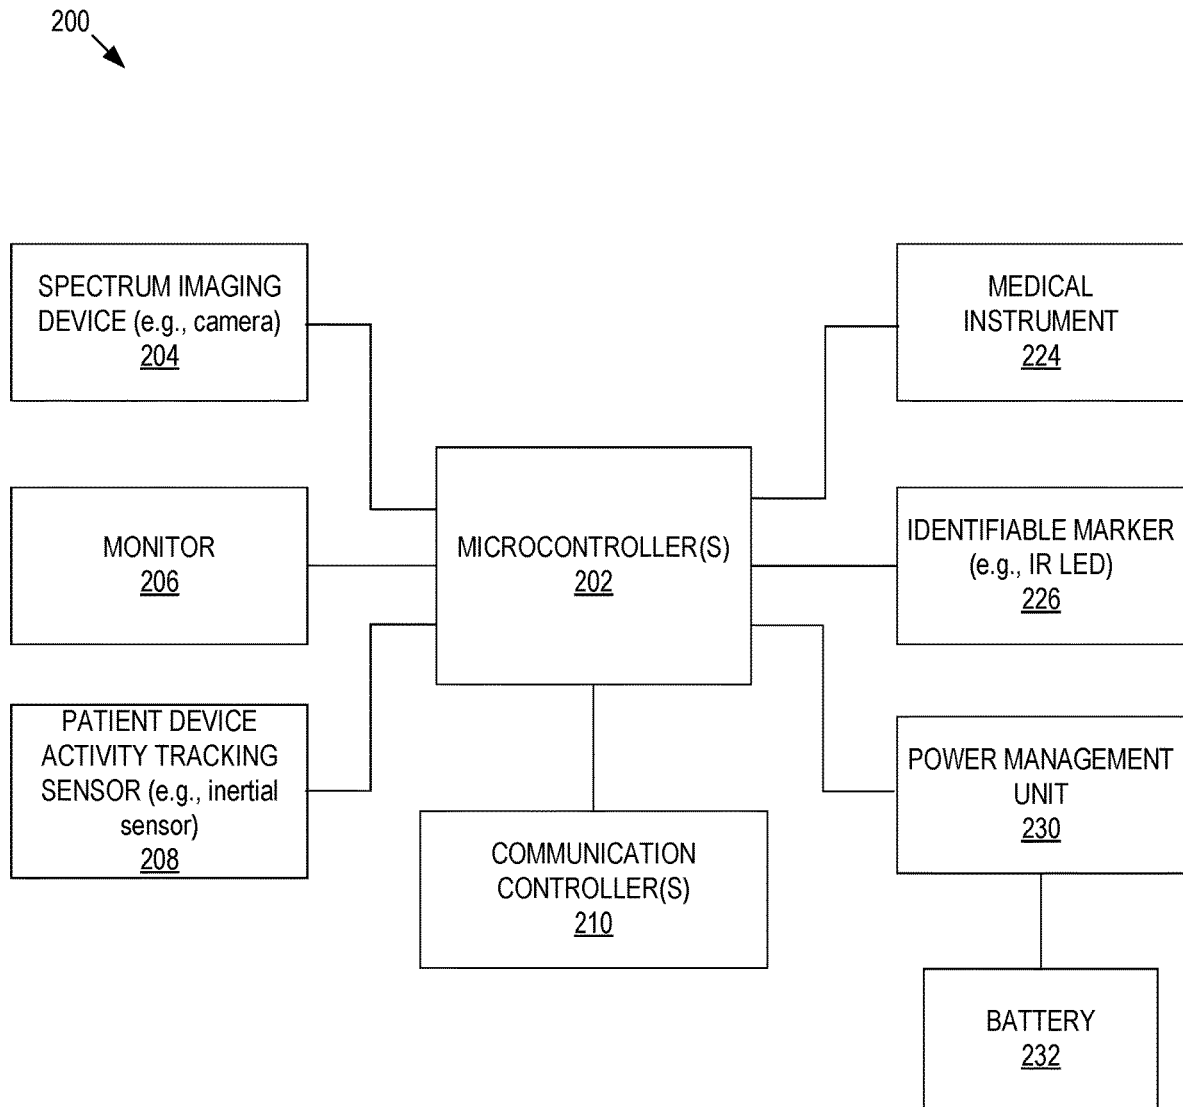 200
SPECTRUM IMAGING
DEVICE (e.g., camera)
204
MONITOR
206
PATIENT DEVICE
ACTIVITY TRACKING
SENSOR (e.g., inertial
sensor)
208
MICROCONTROLLER(S)
202
COMMUNICATION
CONTROLLER(S)
210
MEDICAL
INSTRUMENT
224
IDENTIFIABLE MARKER
(e.g., IR LED)
226
POWER MANAGEMENT
UNIT
230
BATTERY
232